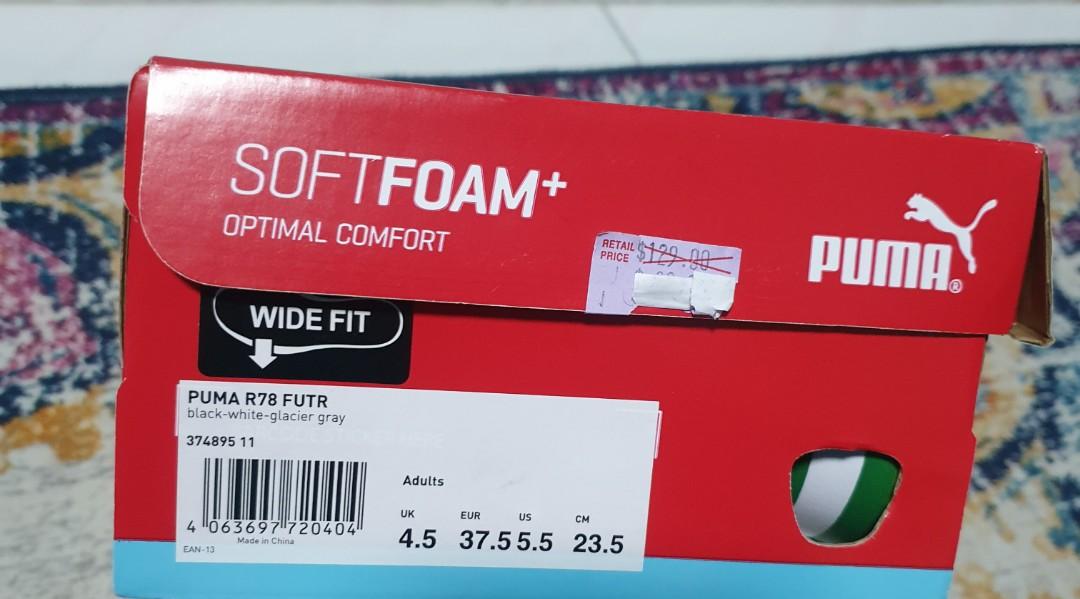 SOFTFOAM+
OPTIMAL COMFORT
RETAIL PRICE
$129.00
PUMA®
WIDE FIT
PUMA R78 FUTR
black-white-glacier gray
374895 11
4 063697 720404
Made in China
EAN-13
Adults
UK EUR US CM
4.5 37.5 5.5 23.5